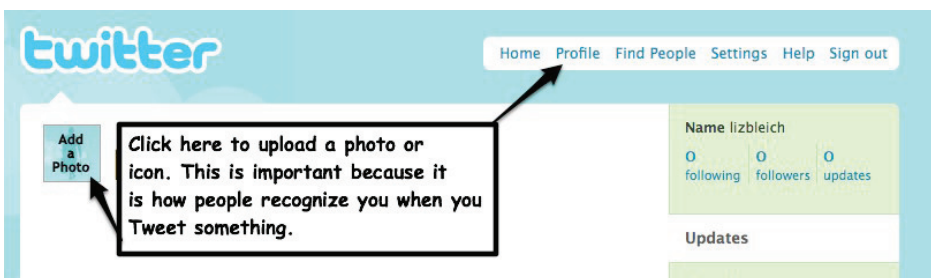 twitter
Home Profile Find People Settings Help Sign out
Add
a
Photo
Click here to upload a photo or
icon. This is important because it
is how people recognize you when you
Tweet something.
Name lizbleich
0 0 0
following followers updates
Updates